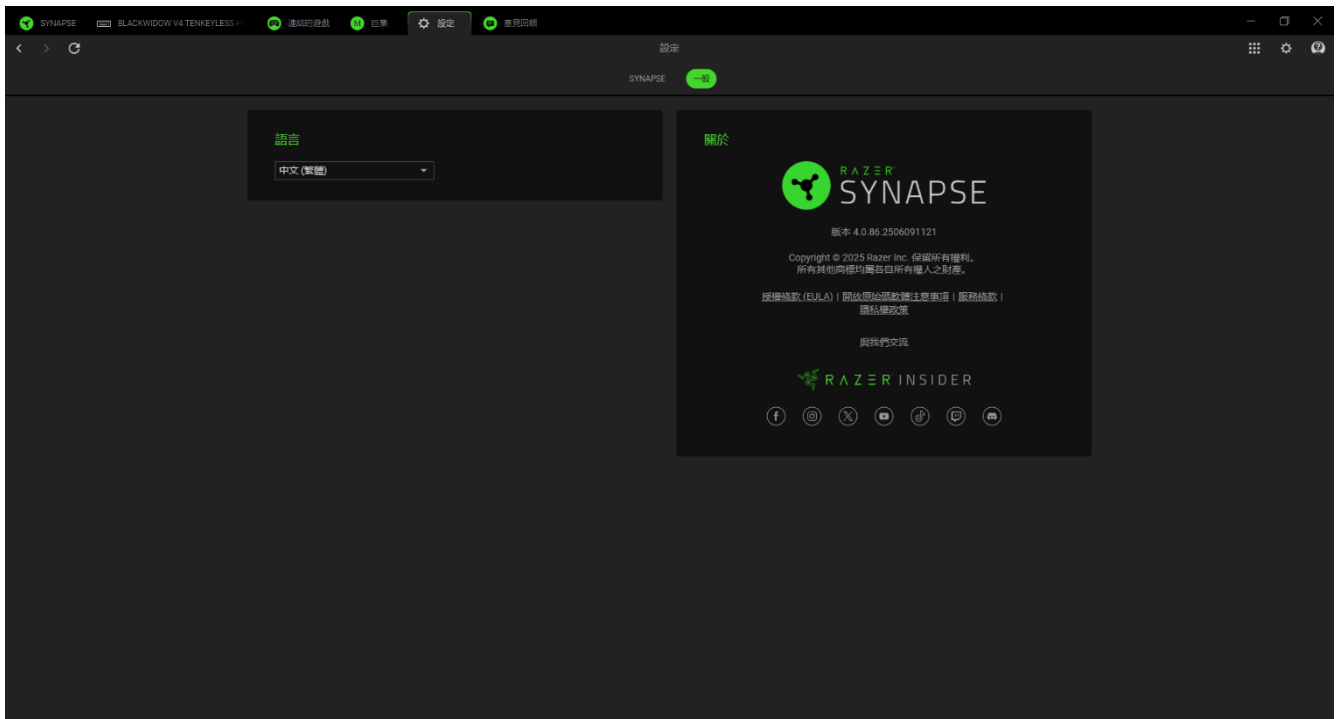 SYNAPSE
BLACKWIDOW V4 TENKEYLESS H
連結的遊戲
M
巨集
設定
意見回報
設定
SYNAPSE
一般
語言
中文 (繁體)
關於
RAZER
SYNAPSE
版本 4.0.86.2506091121
Copyright © 2025 Razer Inc. 保留所有權利。
所有其他商標均屬各自所有權人之財產。
授權條款 (EULA) | 開放原始碼軟體注意事項 | 服務條款 |
隱私權政策
與我們交流
RAZER INSIDER